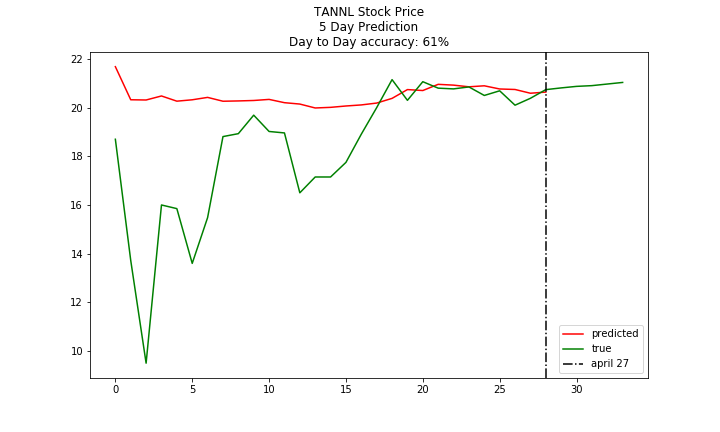 TANNL Stock Price
5 Day Prediction
Day to Day accuracy: 61%
22
20
18
16
14
12
10
0
5
10
15
20
25
30
predicted
true
april 27